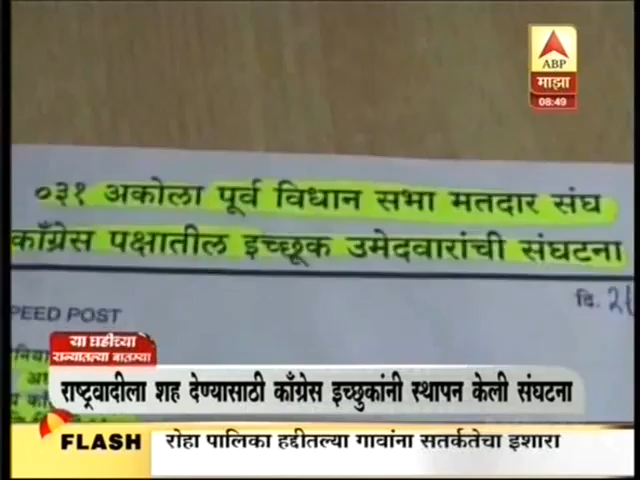 ABP
माझा
08:49
०३१ अकोला पूर्व विधान सभा मतदार संघ
काँग्रेस पक्षातील इच्छूक उमेदवारांची संघटना
दि. 21
PEED POST
या घडीच्या
राज्यातल्या बातम्या
राष्ट्रवादीला शह देण्यासाठी काँग्रेस इच्छुकांनी स्थापन केली संघटना
FLASH
रोहा पालिका हद्दीतल्या गावांना सतर्कतेचा इशारा